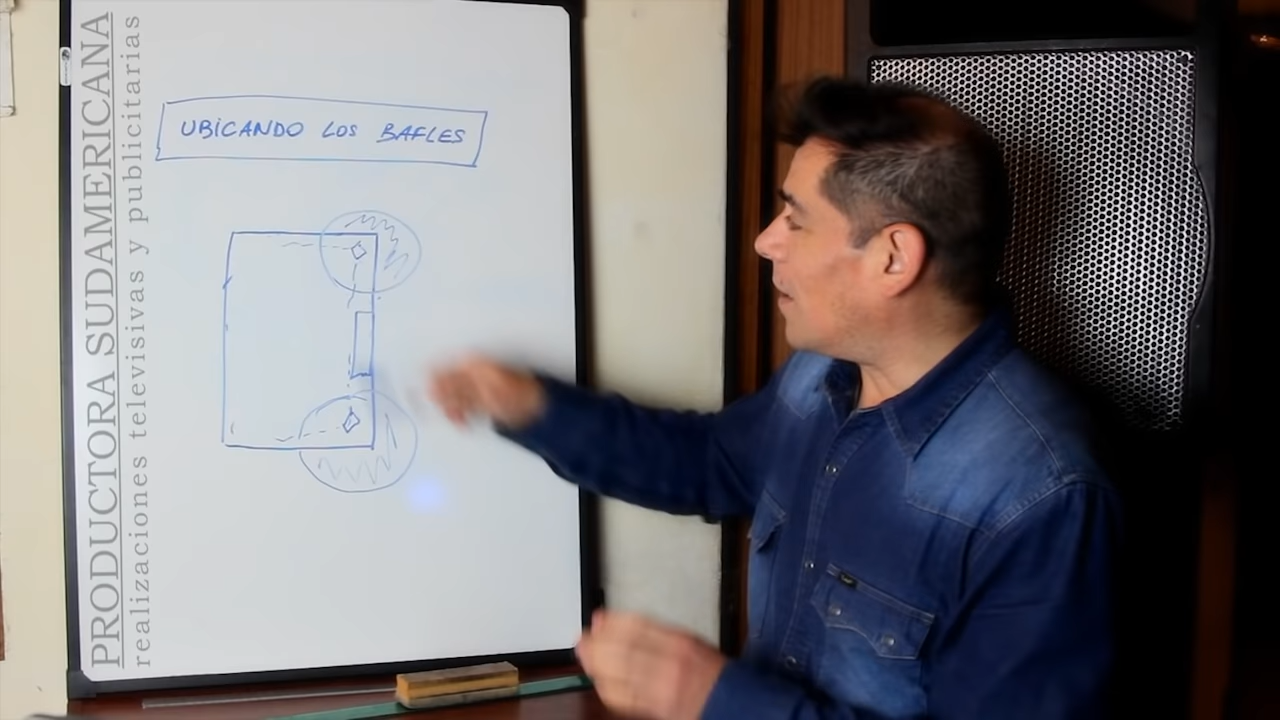 PRODUCTORA SUDAMERICANA
realizaciones televisivas y publicitarias
UBICANDO LOS BAFLES